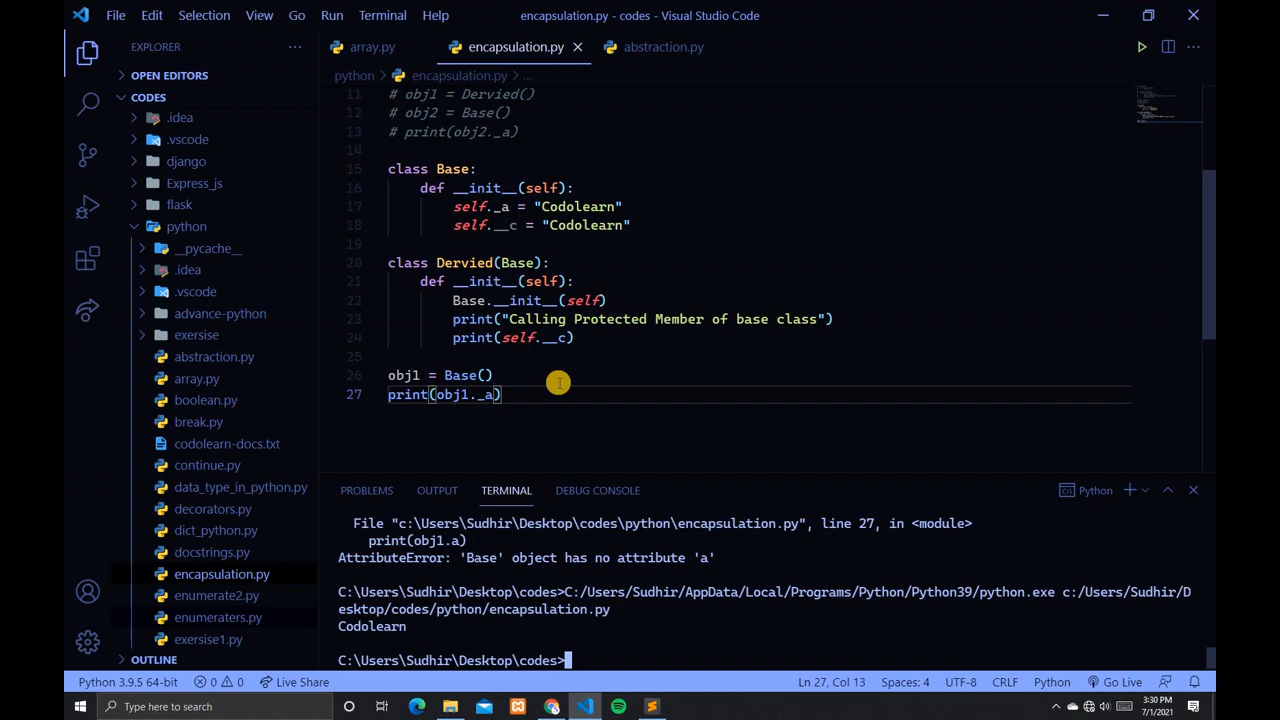 File Edit Selection View Go Run Terminal Help encapsulation.py - codes - Visual Studio Code
EXPLORER ...
array.py encapsulation.py abstraction.py
OPEN EDITORS
python > encapsulation.py > ...
CODES
.idea
.vscode
django
Express_js
flask
python
__pycache__
.idea
.vscode
advance-python
exersise
abstraction.py
array.py
boolean.py
break.py
codolearn-docs.txt
continue.py
data_type_in_python.py
decorators.py
dict_python.py
docstrings.py
encapsulation.py
enumerate2.py
enumeraters.py
exersise1.py
OUTLINE
11 # obj1 = Dervied()
12 # obj2 = Base()
13 # print(obj2._a)
14
15 class Base:
16 def __init__(self):
17 self._a = "Codolearn"
18 self.__c = "Codolearn"
19
20 class Dervied(Base):
21 def __init__(self):
22 Base.__init__(self)
23 print("Calling Protected Member of base class")
24 print(self.__c)
25
26 obj1 = Base()
27 print(obj1._a)
PROBLEMS OUTPUT TERMINAL DEBUG CONSOLE Python
File "c:\Users\Sudhir\Desktop\codes\python\encapsulation.py", line 27, in <module>
print(obj1.a)
AttributeError: 'Base' object has no attribute 'a'
C:\Users\Sudhir\Desktop\codes>C:/Users/Sudhir/AppData/Local/Programs/Python/Python39/python.exe c:/Users/Sudhir/D
esktop/codes/python/encapsulation.py
Codolearn
C:\Users\Sudhir\Desktop\codes>
Python 3.9.5 64-bit 0 0 Live Share Ln 27, Col 13 Spaces: 4 UTF-8 CRLF Python Go Live
Type here to search
3:30 PM
7/1/2021